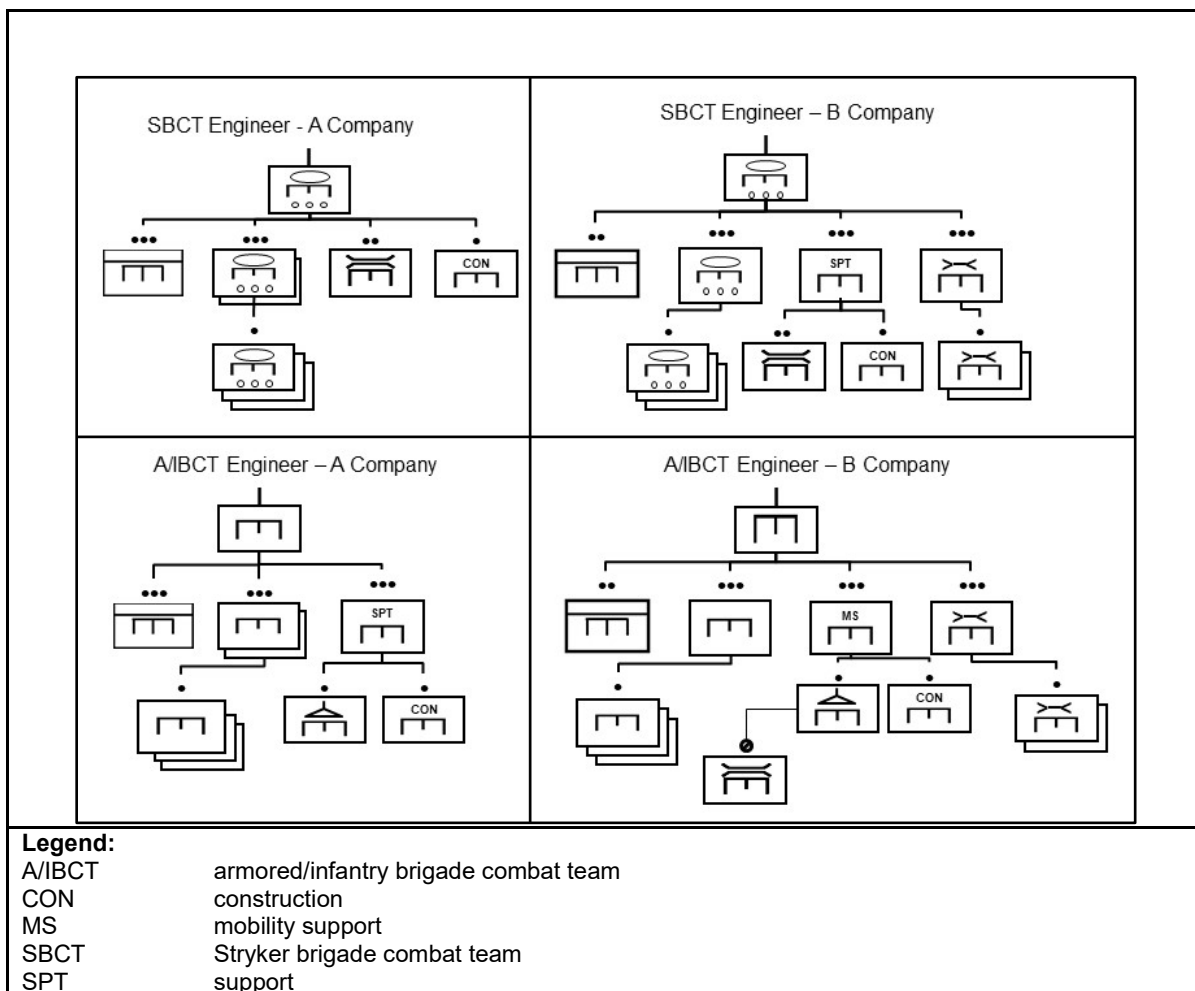 SBCT Engineer - A Company
CON
SBCT Engineer – B Company
SPT
CON
A/IBCT Engineer – A Company
SPT
CON
A/IBCT Engineer – B Company
MS
CON
Legend:
A/IBCT armored/infantry brigade combat team
CON construction
MS mobility support
SBCT Stryker brigade combat team
SPT support